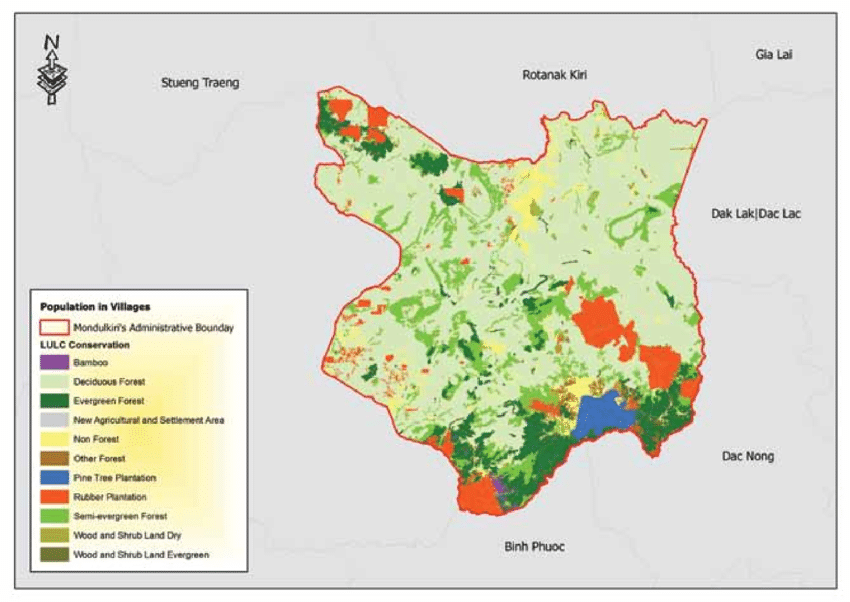 N
Gia Lai
Stueng Traeng
Rotanak Kiri
Dak Lak|Dac Lac
Population in Villages
Mondulkiri's Administrative Boundary
LULC Conservation
Bamboo
Deciduous Forest
Evergreen Forest
New Agricultural and Settlement Area
Non Forest
Other Forest
Pine Tree Plantation
Rubber Plantation
Semi-evergreen Forest
Wood and Shrub Land Dry
Wood and Shrub Land Evergreen
Dac Nong
Binh Phuoc